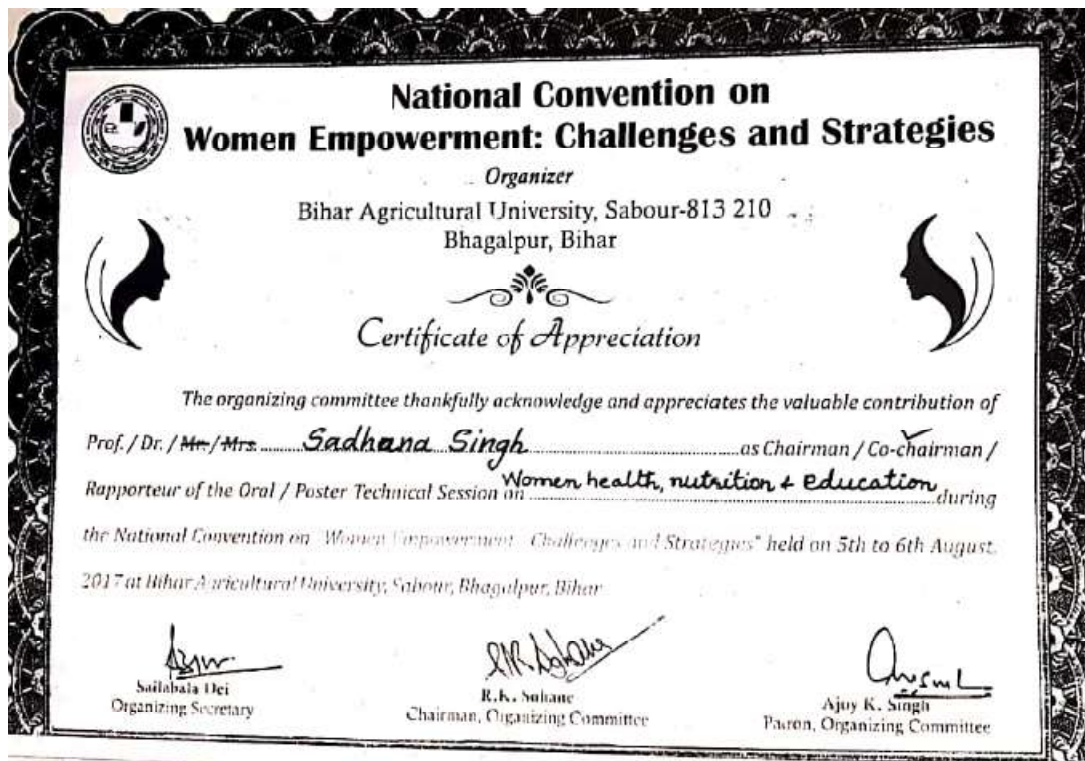 National Convention on
Women Empowerment: Challenges and Strategies
Organizer
Bihar Agricultural University, Sabour-813 210
Bhagalpur, Bihar
Certificate of Appreciation
The organizing committee thankfully acknowledge and appreciates the valuable contribution of
Prof. / Dr. / Mr. / Mrs. Sadhana Singh as Chairman / Co-chairman /
Rapporteur of the Oral / Poster Technical Session on Women health, nutrition + education during
the National Convention on "Women Empowerment : Challenges and Strategies" held on 5th to 6th August,
2017 at Bihar Agricultural University, Sabour, Bhagalpur, Bihar
Sailabala Dei
Organizing Secretary
R.K. Sohane
Chairman, Organizing Committee
Ajoy K. Singh
Patron, Organizing Committee